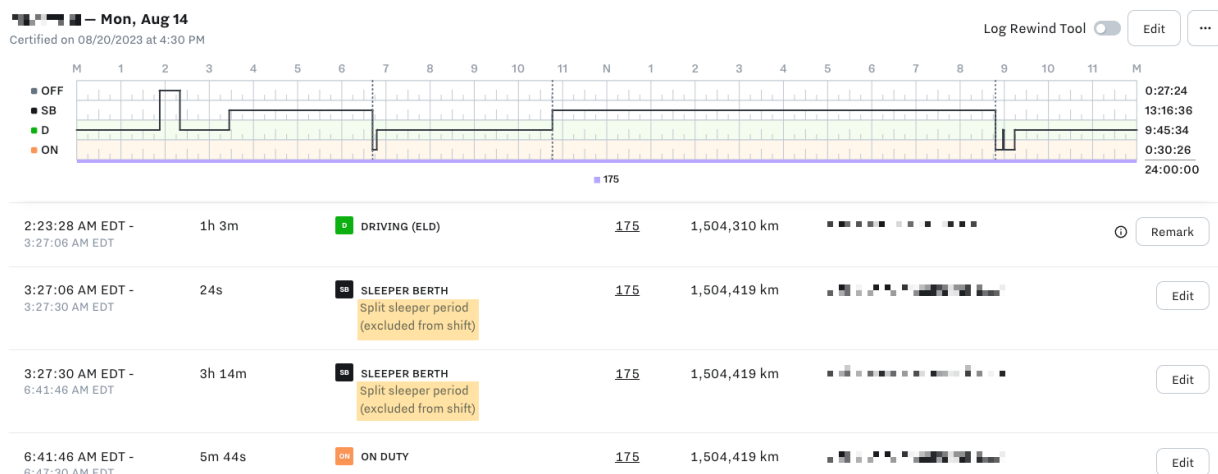 — Mon, Aug 14
Certified on 08/20/2023 at 4:30 PM
Log Rewind Tool
Edit
...
M 1 2 3 4 5 6 7 8 9 10 11 N 1 2 3 4 5 6 7 8 9 10 11 M
OFF 0:27:24
SB 13:16:36
D 9:45:34
ON 0:30:26
24:00:00
175
2:23:28 AM EDT - 1h 3m D DRIVING (ELD) 175 1,504,310 km Remark
3:27:06 AM EDT
3:27:06 AM EDT - 24s SB SLEEPER BERTH 175 1,504,419 km Edit
3:27:30 AM EDT Split sleeper period
(excluded from shift)
3:27:30 AM EDT - 3h 14m SB SLEEPER BERTH 175 1,504,419 km Edit
6:41:46 AM EDT Split sleeper period
(excluded from shift)
6:41:46 AM EDT - 5m 44s ON ON DUTY 175 1,504,419 km Edit
6:47:30 AM EDT